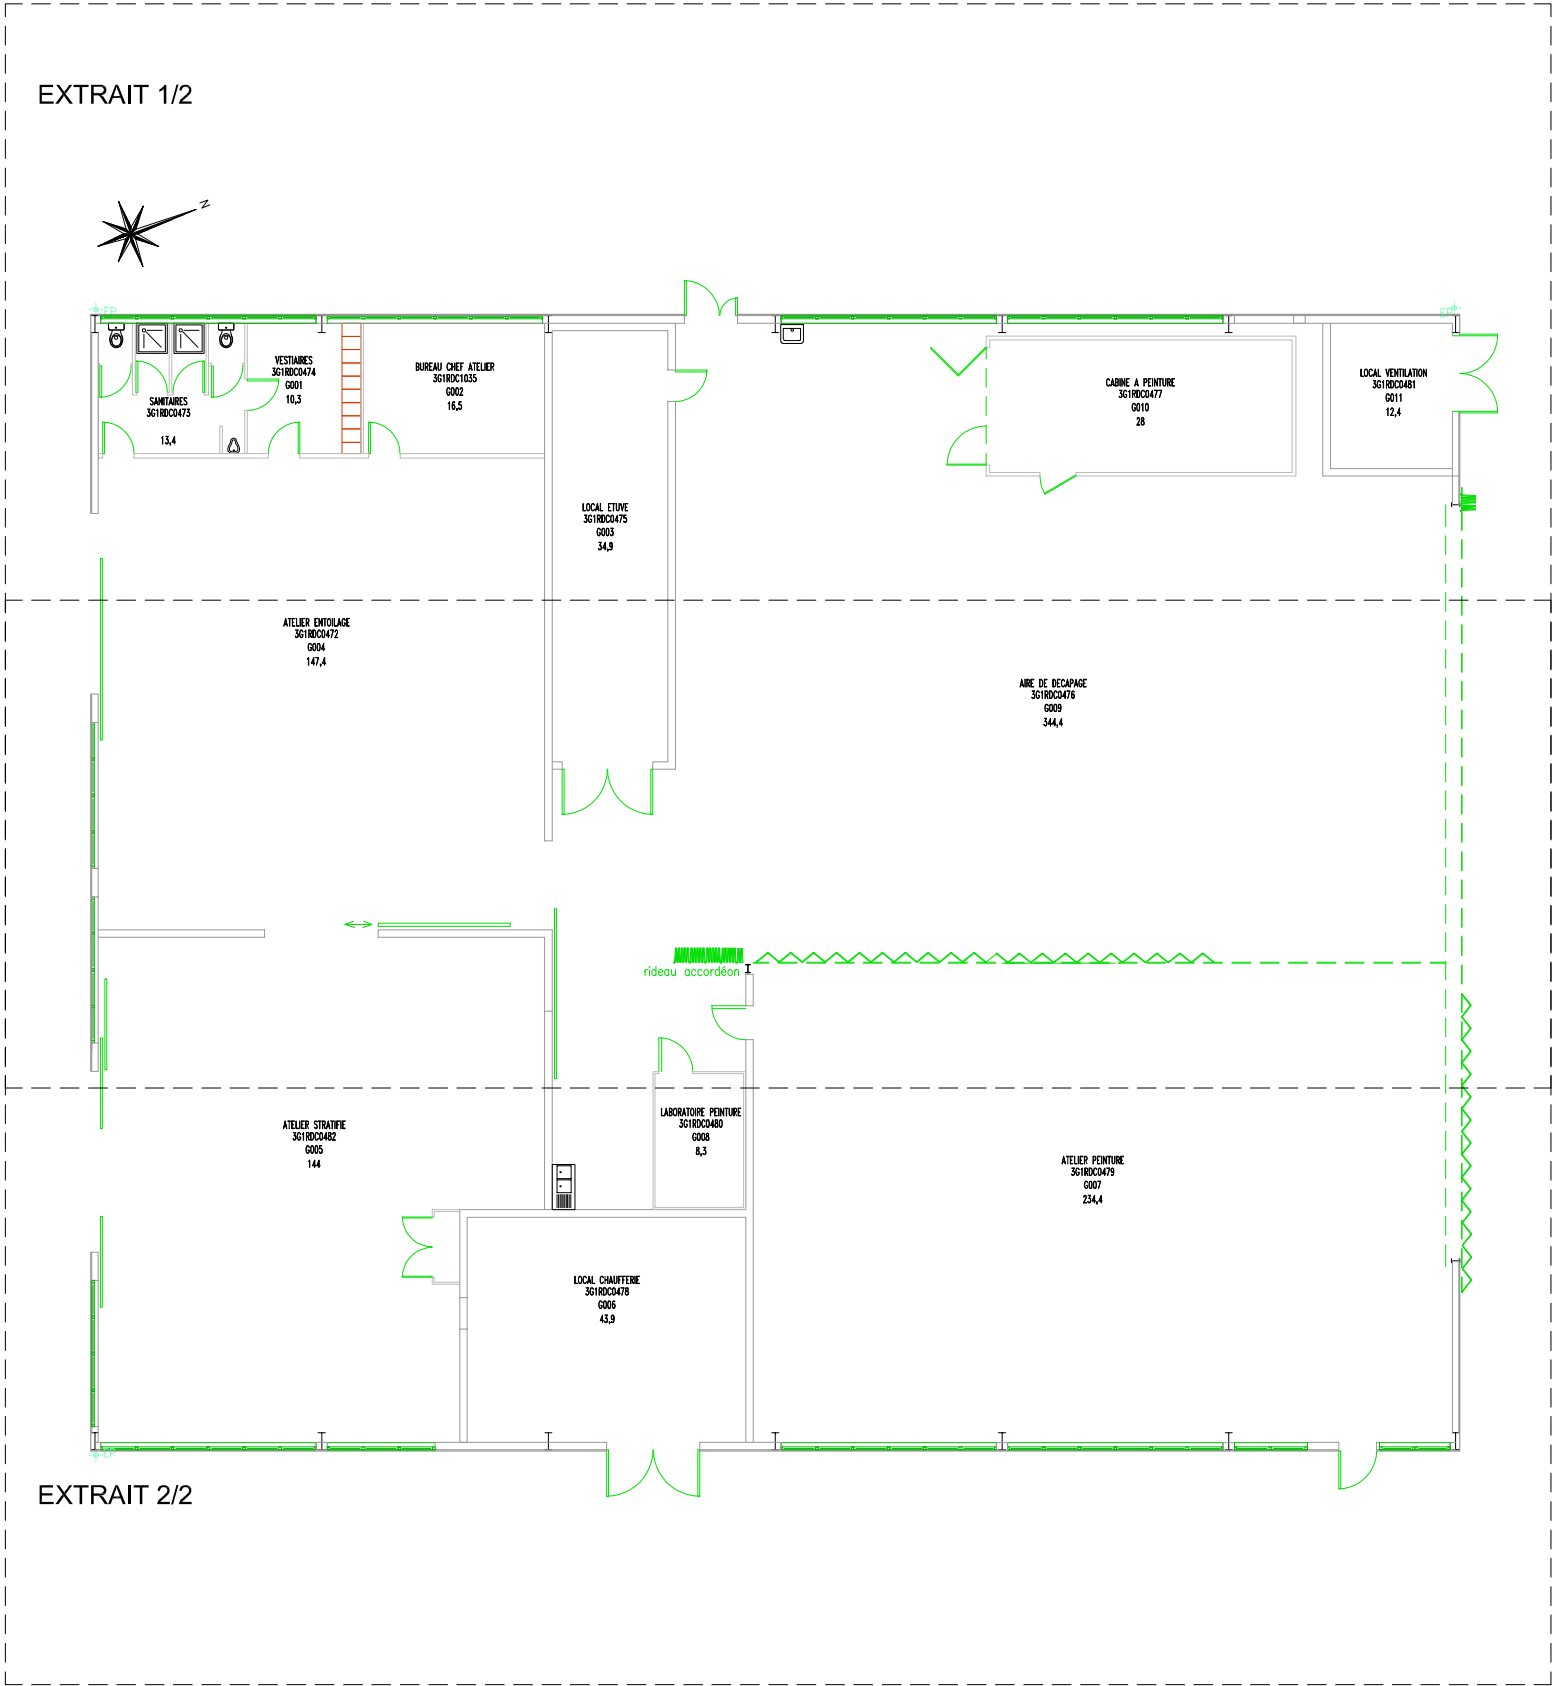 EXTRAIT 1/2
N
EP
EP
VESTIAIRES
3G1RDC0474
G001
10,3
BUREAU CHEF ATELIER
3G1RDC1035
G002
16,5
SANITAIRES
3G1RDC0473
13,4
CABINE A PEINTURE
3G1RDC0477
G010
28
LOCAL VENTILATION
3G1RDC0481
G011
12,4
LOCAL ETUVE
3G1RDC0475
G003
34,9
ATELIER ENTOILAGE
3G1RDC0472
G004
147,4
AIRE DE DECAPAGE
3G1RDC0476
G009
344,4
rideau accordéon
LABORATOIRE PEINTURE
3G1RDC0480
G008
8,3
ATELIER STRATIFIE
3G1RDC0482
G005
144
ATELIER PEINTURE
3G1RDC0479
G007
234,4
LOCAL CHAUFFERIE
3G1RDC0478
G006
43,9
EP
EXTRAIT 2/2